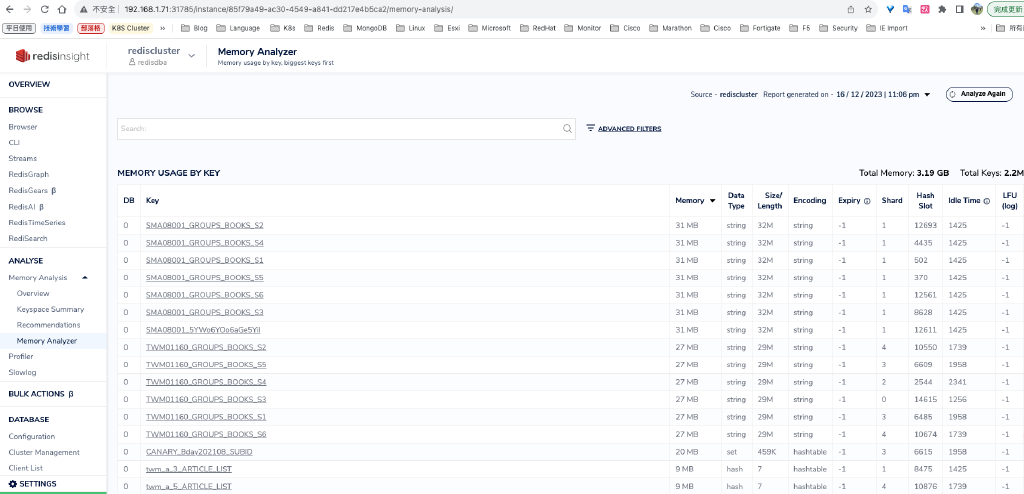 不安全 192.168.1.71:31785/instance/85f79a49-ac30-4549-a841-dd217e4b5ca2/memory-analysis/ 完成更新
平日使用 技術學習 部落格 K8S Cluster » Blog Language K8s Redis MongoDB Linux Essi Microsoft RedHat Monitor Cisco Marathon Cisco Fortigate F5 Security IE Import » 所有
redisinsight rediscluster Memory Analyzer
redisdba Memory usage by key, biggest keys first
OVERVIEW
Source - rediscluster Report generated on - 16 / 12 / 2023 | 11:06 pm Analyze Again
BROWSE
Browser
CLI
Streams
RedisGraph
RedisGears β
RedisAI β
RedisTimeSeries
RediSearch
ANALYSE
Memory Analysis
Overview
Keyspace Summary
Recommendations
Memory Analyzer
Profiler
Slowlog
BULK ACTIONS β
DATABASE
Configuration
Cluster Management
Client List
SETTINGS
Search: ADVANCED FILTERS
MEMORY USAGE BY KEY Total Memory: 3.19 GB Total Keys: 2.2M
DB Key Memory Data Type Size/ Length Encoding Expiry Shard Hash Slot Idle Time LFU (log)
0 SMA08001_GROUPS_BOOKS_S2 31 MB string 32M string -1 1 12693 1425 -1
0 SMA08001_GROUPS_BOOKS_S4 31 MB string 32M string -1 1 4435 1425 -1
0 SMA08001_GROUPS_BOOKS_S1 31 MB string 32M string -1 1 502 1425 -1
0 SMA08001_GROUPS_BOOKS_S5 31 MB string 32M string -1 1 370 1425 -1
0 SMA08001_GROUPS_BOOKS_S6 31 MB string 32M string -1 1 12561 1425 -1
0 SMA08001_GROUPS_BOOKS_S3 31 MB string 32M string -1 1 8628 1425 -1
0 31 MB string 32M string -1 1 12611 1425 -1
0 TWM01160_GROUPS_BOOKS_S2 27 MB string 29M string -1 4 10550 1739 -1
0 TWM01160_GROUPS_BOOKS_S5 27 MB string 29M string -1 3 6609 1958 -1
0 TWM01160_GROUPS_BOOKS_S4 27 MB string 29M string -1 2 2544 2341 -1
0 TWM01160_GROUPS_BOOKS_S3 27 MB string 29M string -1 0 14615 1256 -1
0 TWM01160_GROUPS_BOOKS_S1 27 MB string 29M string -1 3 6485 1958 -1
0 TWM01160_GROUPS_BOOKS_S6 27 MB string 29M string -1 4 10674 1739 -1
0 CANARY_Bday202108_SUBID 20 MB set 459K hashtable -1 3 6615 1958 -1
0 twm_a_3_ARTICLE_LIST 9 MB hash 7 hashtable -1 1 8475 1425 -1
0 twm_a_5_ARTICLE_LIST 9 MB hash 7 hashtable -1 4 10876 1739 -1